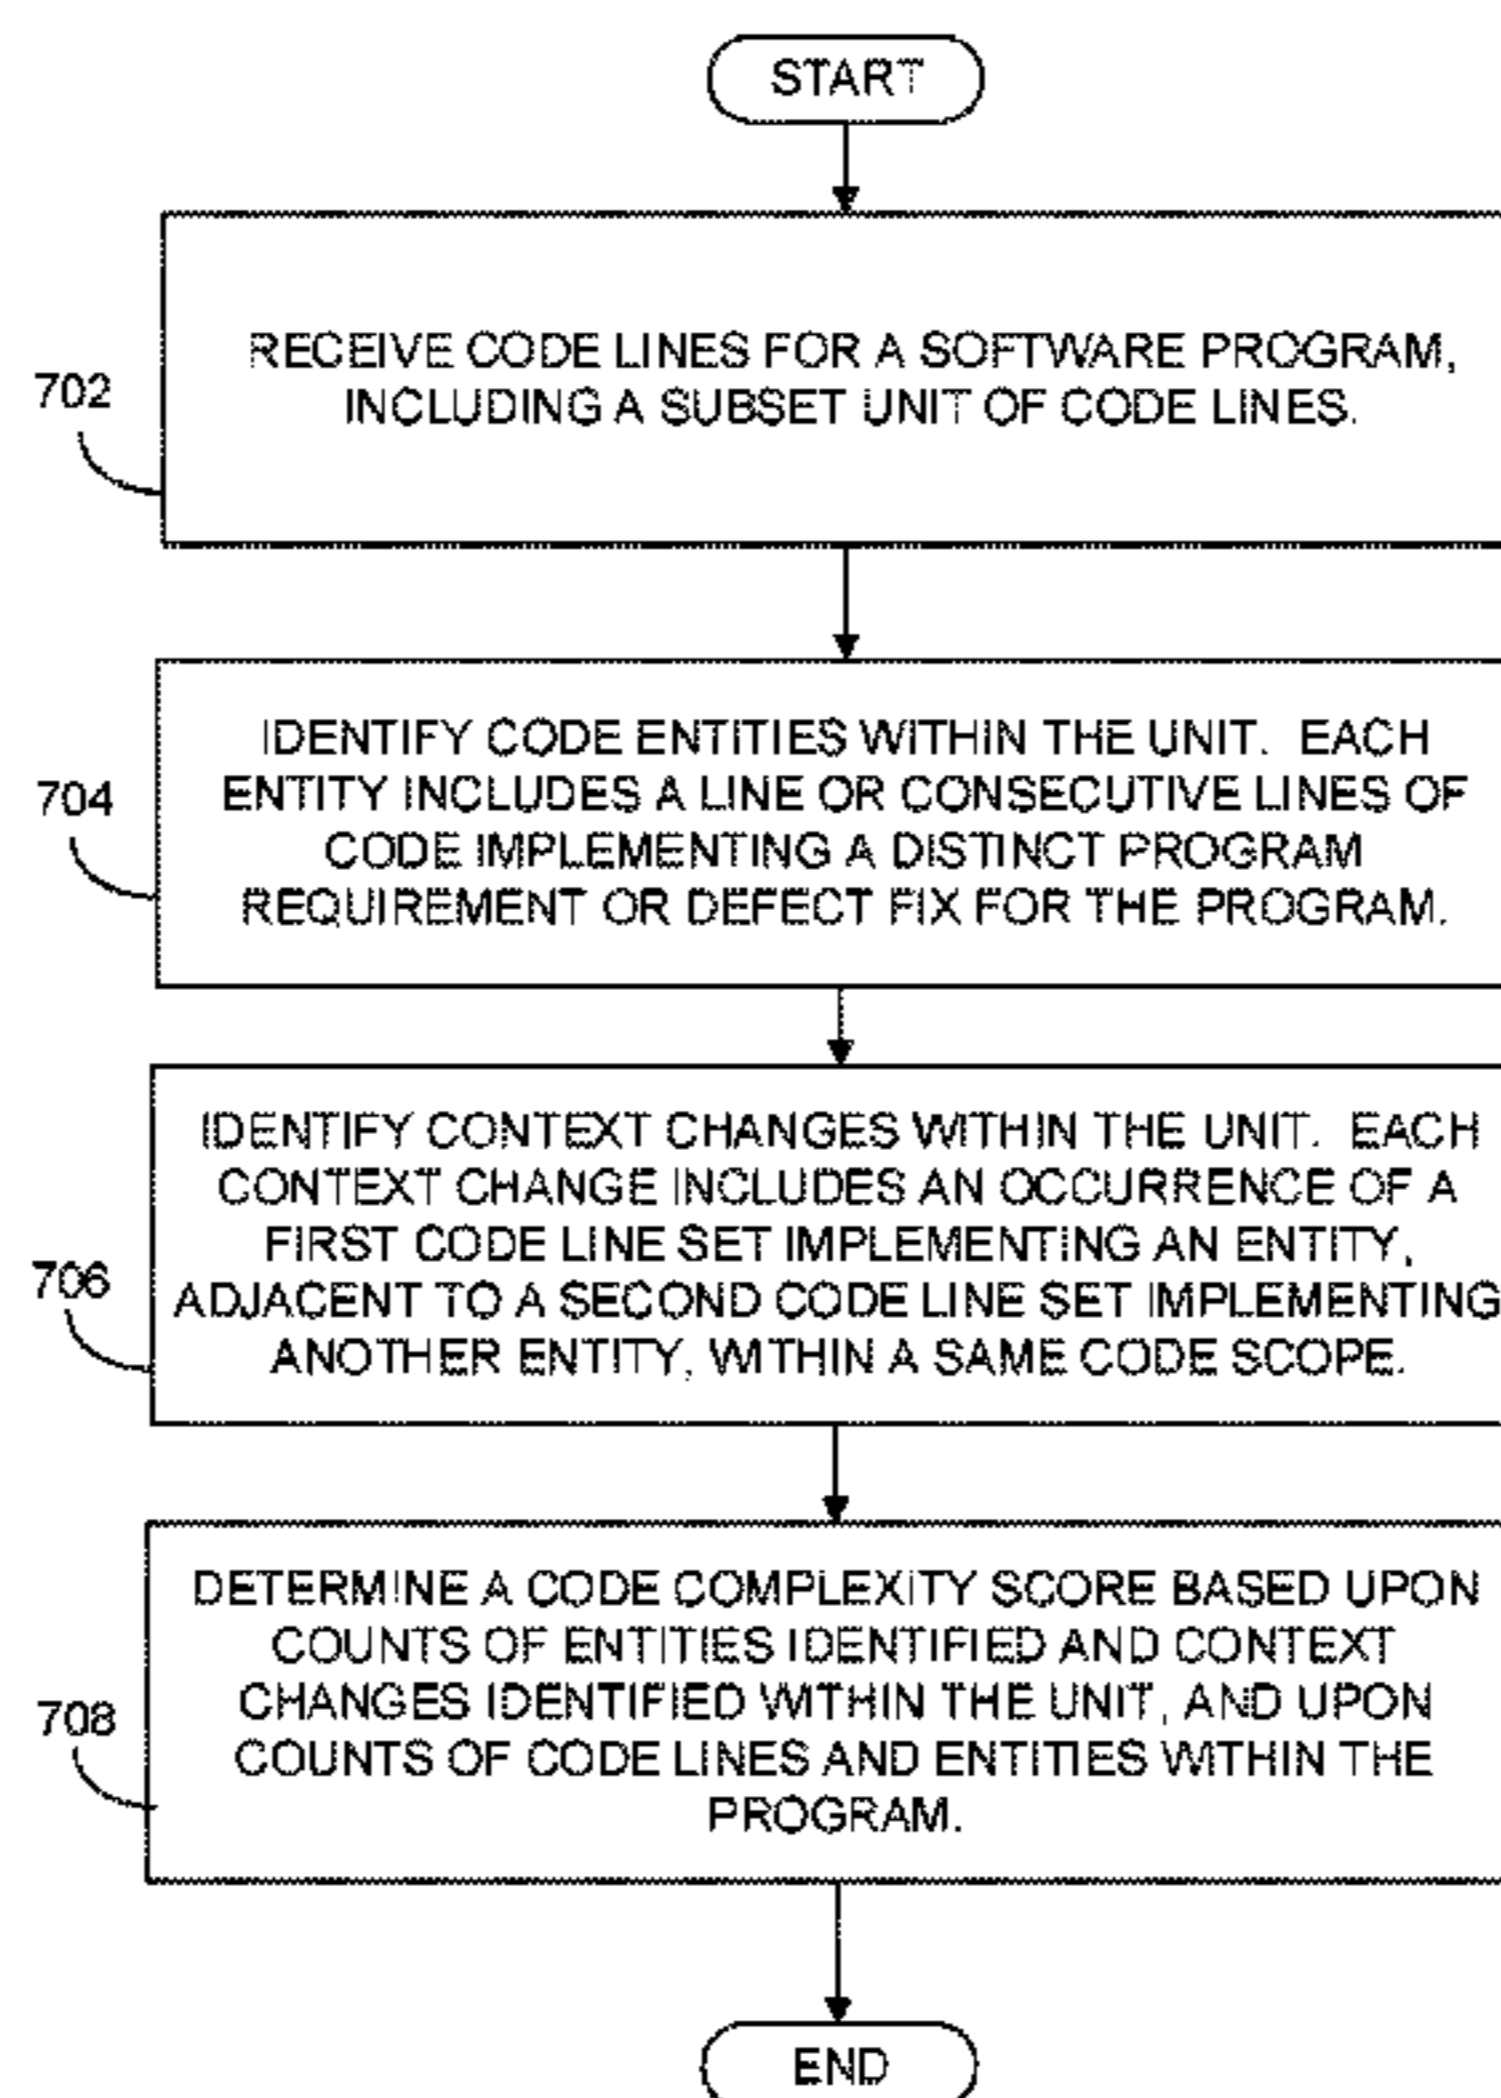 START
RECEIVE CODE LINES FOR A SOFTWARE PROGRAM,
INCLUDING A SUBSET UNIT OF CODE LINES.
702
IDENTIFY CODE ENTITIES WITHIN THE UNIT. EACH
ENTITY INCLUDES A LINE OR CONSECUTIVE LINES OF
CODE IMPLEMENTING A DISTINCT PROGRAM
REQUIREMENT OR DEFECT FIX FOR THE PROGRAM.
704
IDENTIFY CONTEXT CHANGES WITHIN THE UNIT. EACH
CONTEXT CHANGE INCLUDES AN OCCURRENCE OF A
FIRST CODE LINE SET IMPLEMENTING AN ENTITY,
ADJACENT TO A SECOND CODE LINE SET IMPLEMENTING
ANOTHER ENTITY, WITHIN A SAME CODE SCOPE.
706
DETERMINE A CODE COMPLEXITY SCORE BASED UPON
COUNTS OF ENTITIES IDENTIFIED AND CONTEXT
CHANGES IDENTIFIED WITHIN THE UNIT, AND UPON
COUNTS OF CODE LINES AND ENTITIES WITHIN THE
PROGRAM.
708
END